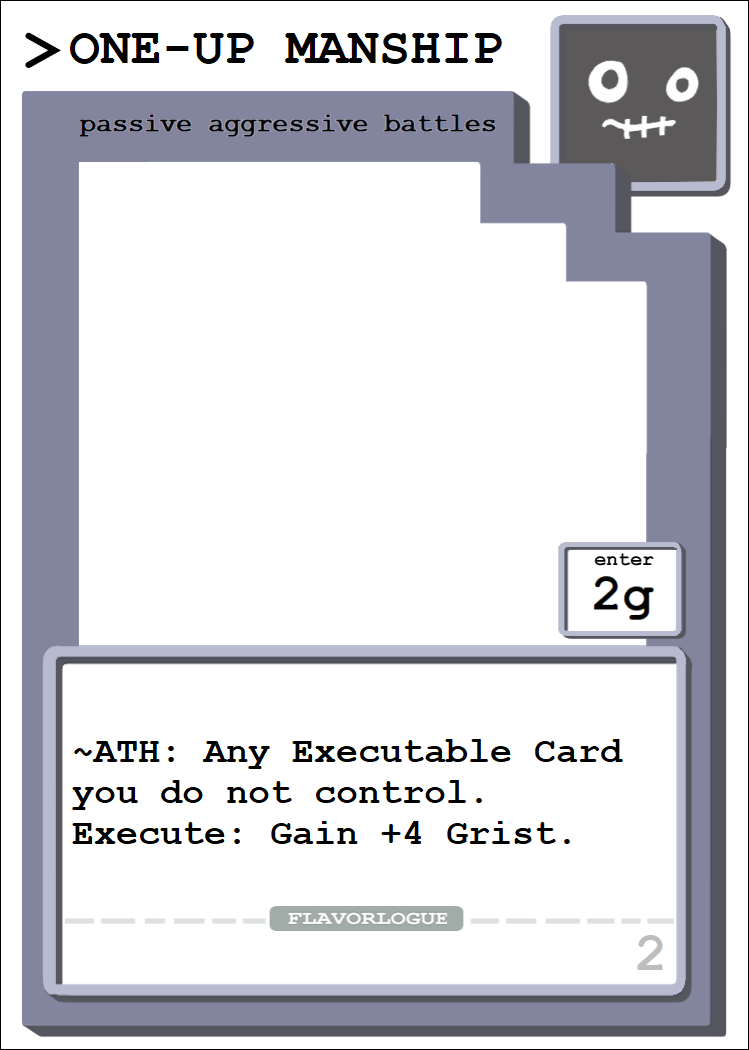 >ONE-UP MANSHIP
passive aggressive battles
enter
2g
~ATH: Any Executable Card
you do not control.
Execute: Gain +4 Grist.
FLAVORLOGUE
2